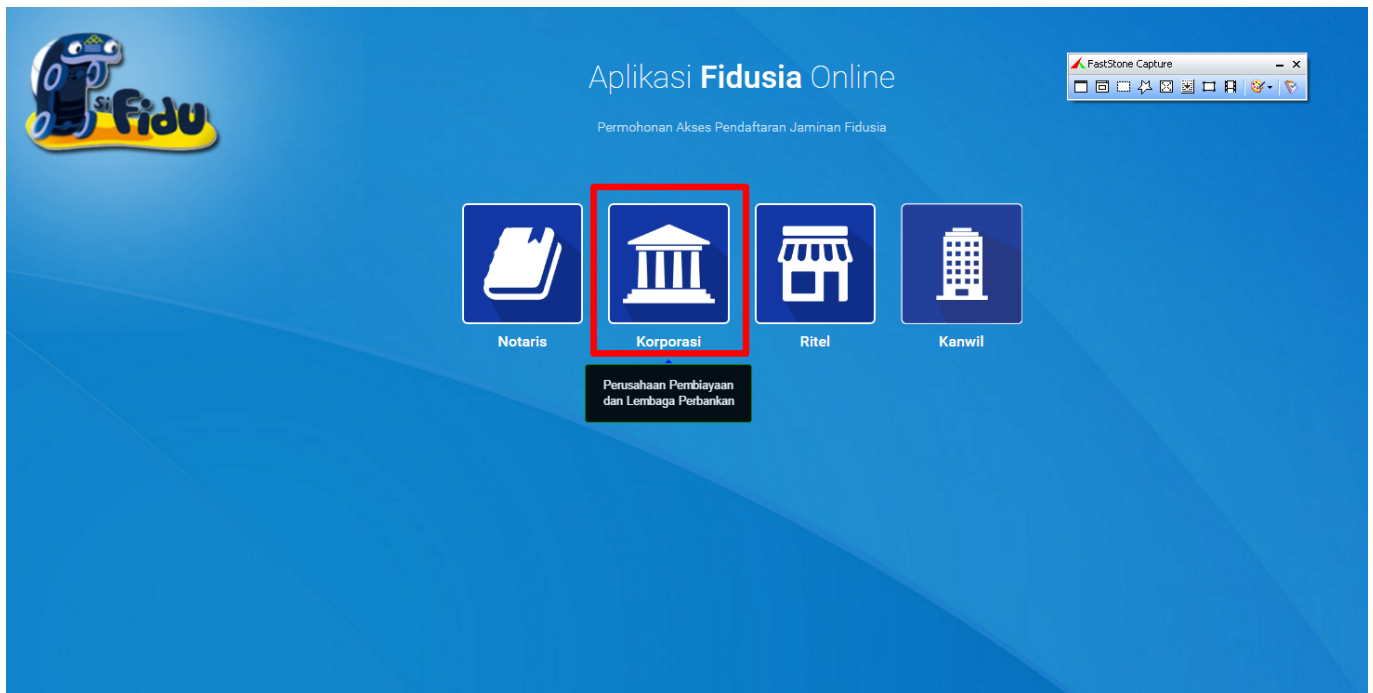 Si Fidu
Aplikasi Fidusia Online
Permohonan Akses Pendaftaran Jaminan Fidusia
FastStone Capture
Notaris
Korporasi
Ritel
Kanwil
Perusahaan Pembiayaan
dan Lembaga Perbankan